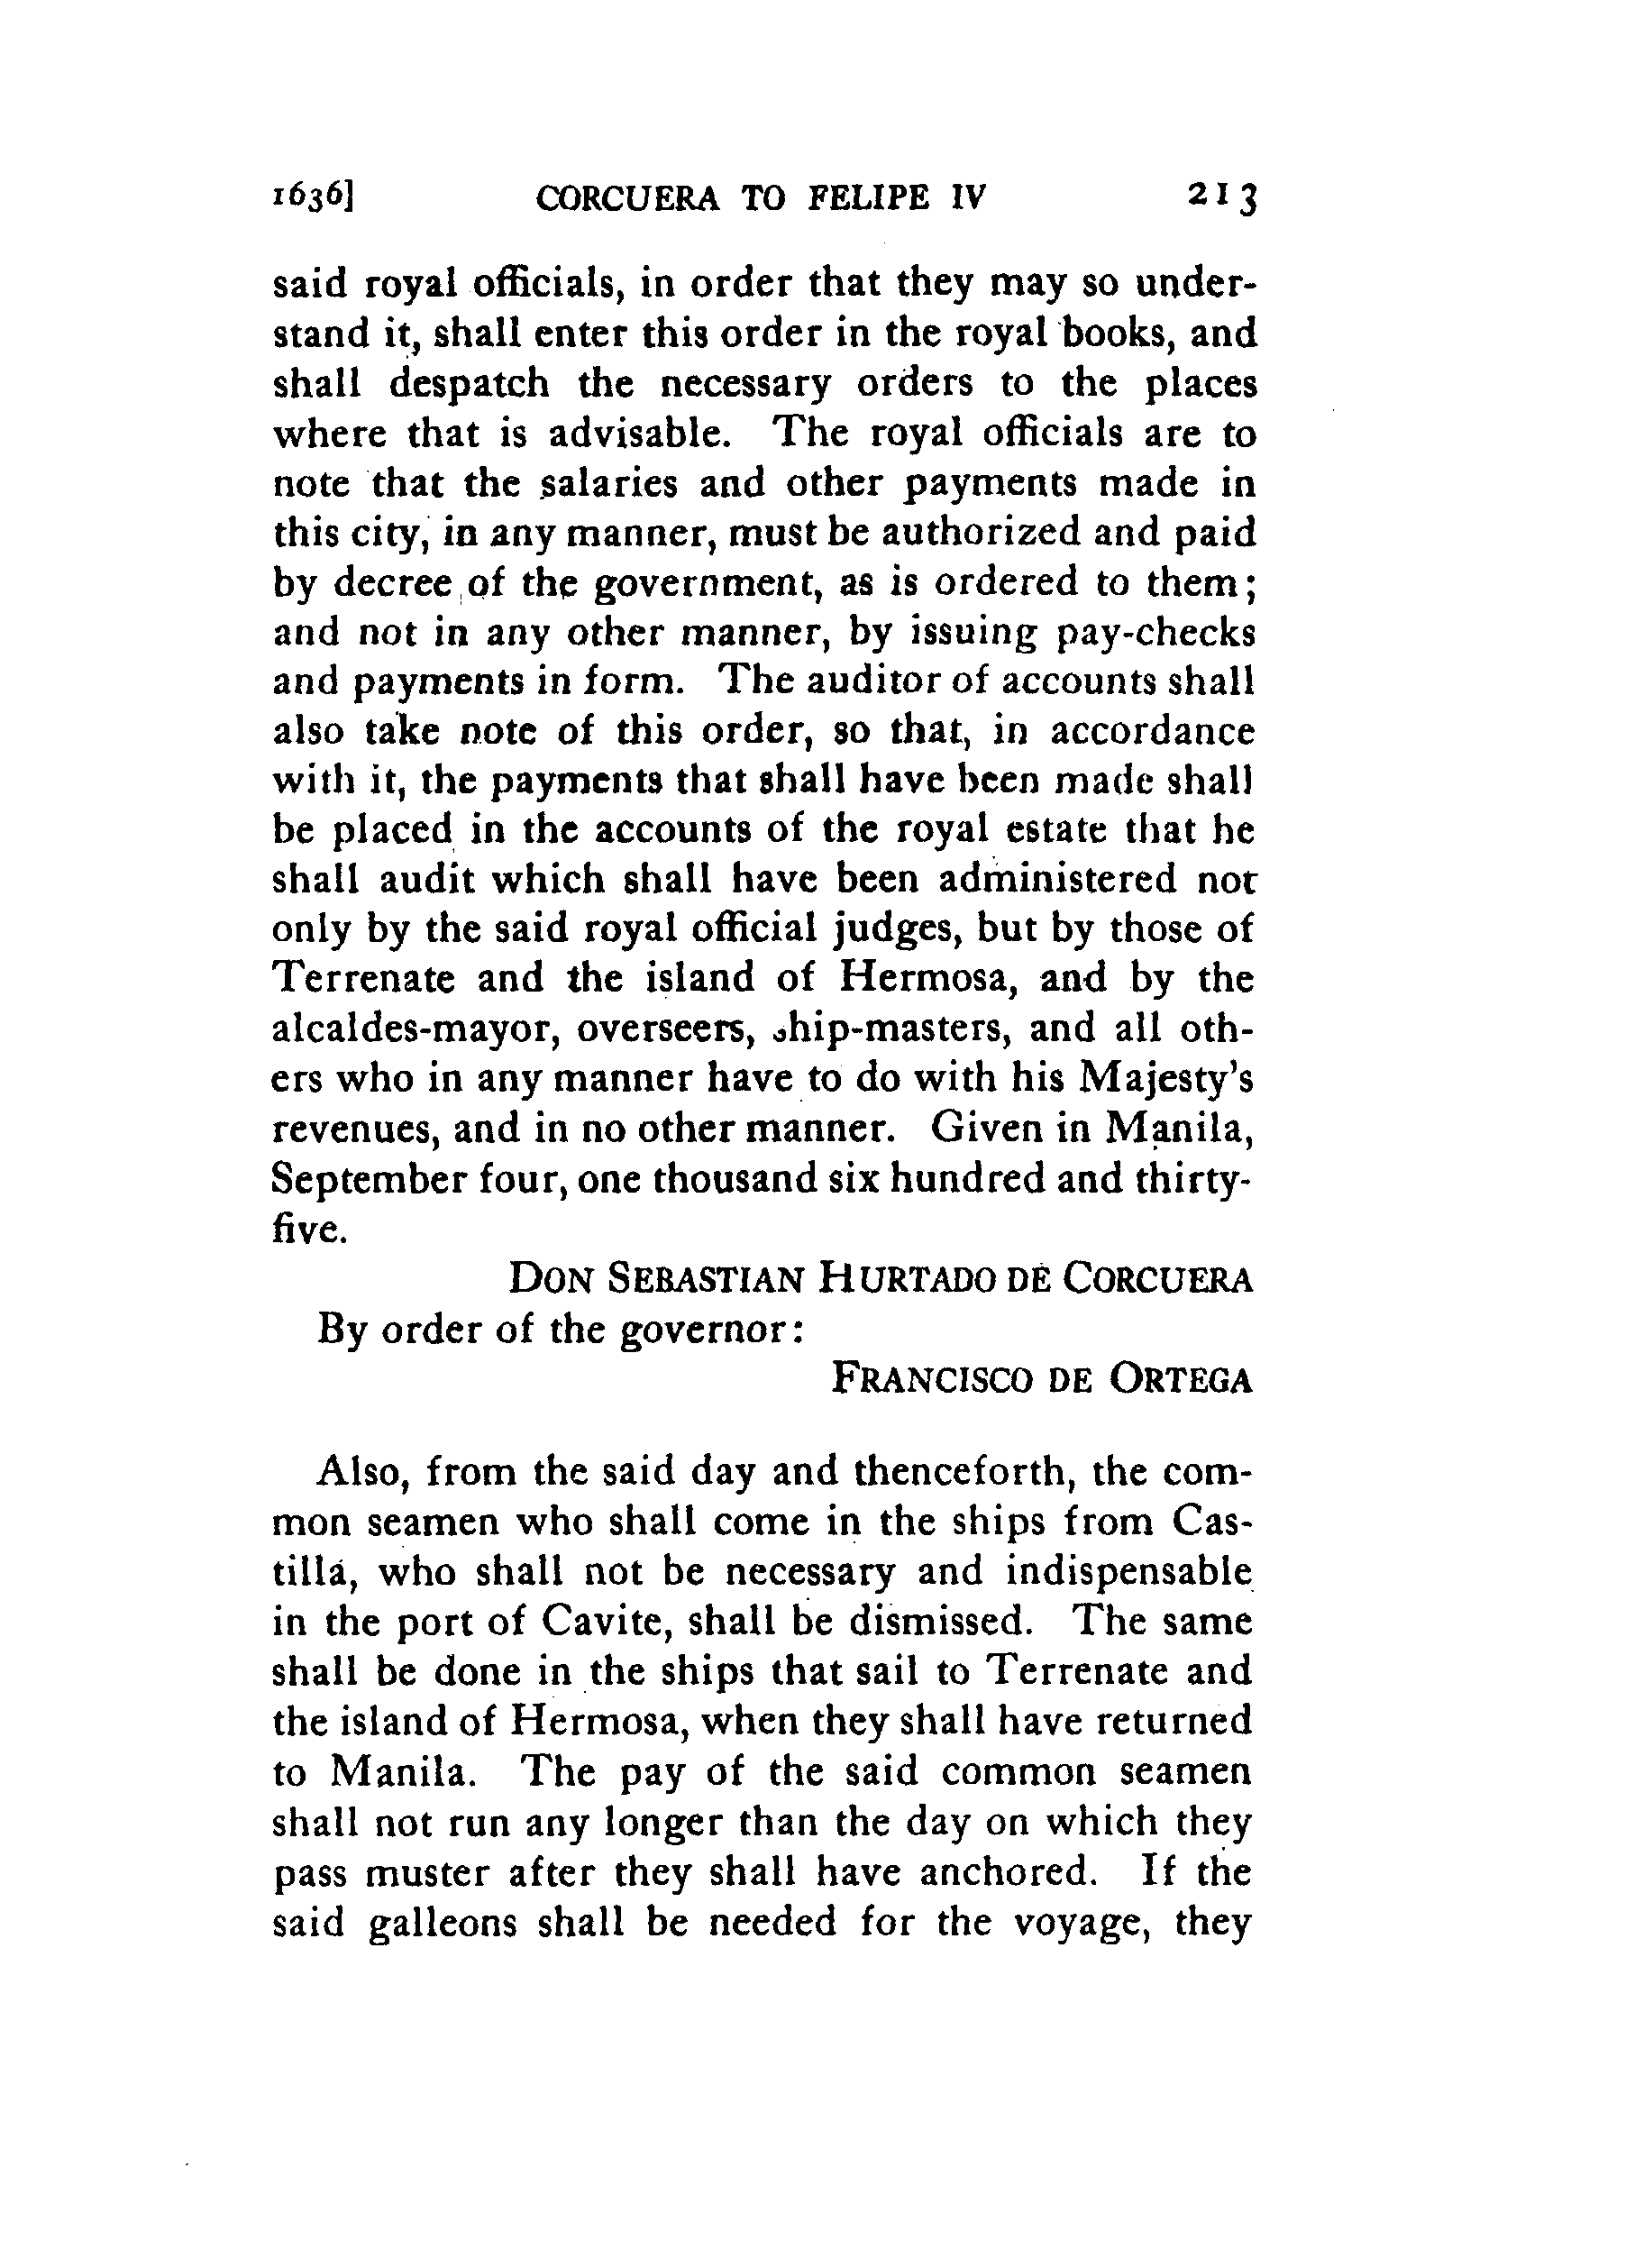 1636] CORCUERA TO FELIPE IV 213
said royal officials, in order that they may so under-
stand it, shall enter this order in the royal books, and
shall despatch the necessary orders to the places
where that is advisable. The royal officials are to
note that the salaries and other payments made in
this city, in any manner, must be authorized and paid
by decree of the government, as is ordered to them;
and not in any other manner, by issuing pay-checks
and payments in form. The auditor of accounts shall
also take note of this order, so that, in accordance
with it, the payments that shall have been made shall
be placed in the accounts of the royal estate that he
shall audit which shall have been administered not
only by the said royal official judges, but by those of
Terrenate and the island of Hermosa, and by the
alcaldes-mayor, overseers, ship-masters, and all oth-
ers who in any manner have to do with his Majesty's
revenues, and in no other manner. Given in Manila,
September four, one thousand six hundred and thirty-
five.
DON SEBASTIAN HURTADO DE CORCUERA
By order of the governor:
FRANCISCO DE ORTEGA
Also, from the said day and thenceforth, the com-
mon seamen who shall come in the ships from Cas-
tilla, who shall not be necessary and indispensable
in the port of Cavite, shall be dismissed. The same
shall be done in the ships that sail to Terrenate and
the island of Hermosa, when they shall have returned
to Manila. The pay of the said common seamen
shall not run any longer than the day on which they
pass muster after they shall have anchored. If the
said galleons shall be needed for the voyage, they